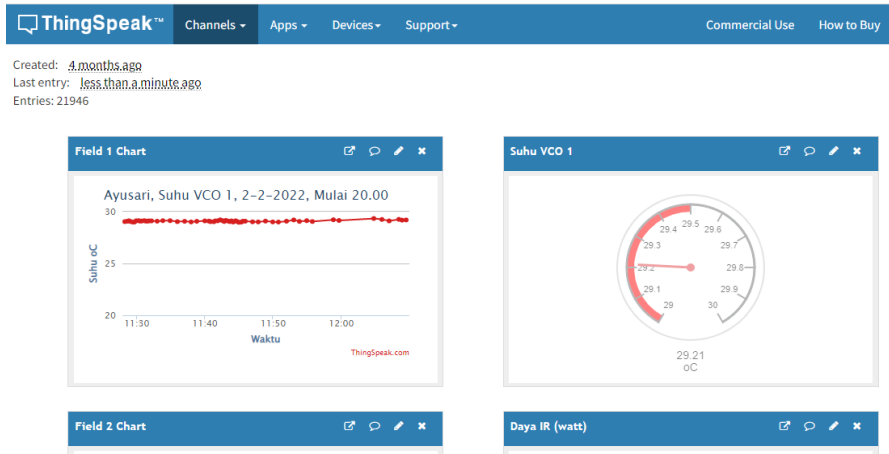 ThingSpeak™ Channels Apps Devices Support Commercial Use How to Buy
Created: 4 months ago
Last entry: less than a minute ago
Entries: 21946
Field 1 Chart
Ayusari, Suhu VCO 1, 2-2-2022, Mulai 20.00
30
25
20
Suhu oC
11:30 11:40 11:50 12:00
Waktu
ThingSpeak.com
Suhu VCO 1
29.4 29.5 29.6
29.3 29.7
29.2 29.8
29.1 29.9
29 30
29.21
oC
Field 2 Chart
Daya IR (watt)